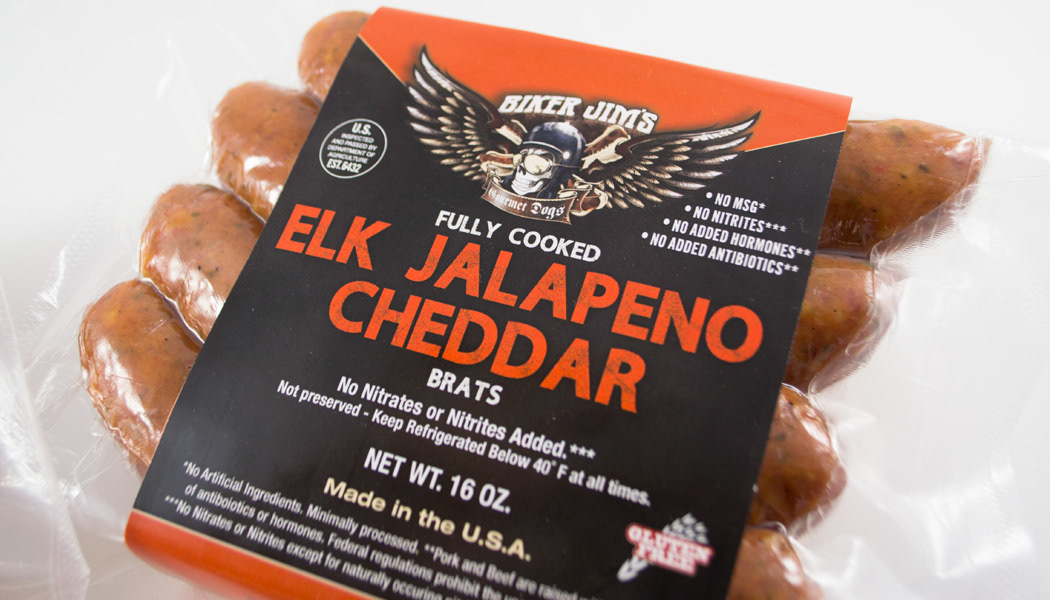 BIKER JIM'S
Gourmet Dogs
U.S.
INSPECTED
AND PASSED BY
DEPARTMENT OF
AGRICULTURE
EST.6432
• NO MSG*
• NO NITRITES***
• NO ADDED HORMONES**
• NO ADDED ANTIBIOTICS**
FULLY COOKED
ELK JALAPENO
CHEDDAR
BRATS
No Nitrates or Nitrites Added.***
Not preserved - Keep Refrigerated Below 40° F at all times.
NET WT. 16 OZ.
Made in the U.S.A.
*No Artificial Ingredients. Minimally processed. **Pork and Beef are raised
of antiboiotics or hormones. Federal regulations prohibit the
***No Nitrates or Nitrites except for naturally occuring
GLUTEN
FREE